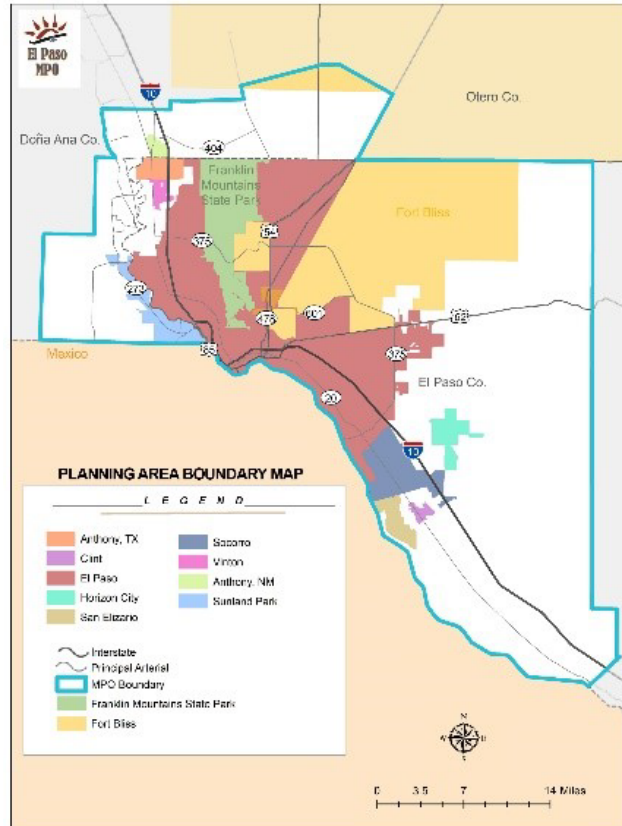 El Paso
MPO
10
Otero Co.
Doña Ana Co.
404
Franklin
Mountains
State Park
Fort Bliss
54
375
273
478
601
62
85
375
Mexico
El Paso Co.
20
10
PLANNING AREA BOUNDARY MAP
LEGEND
Anthony, TX
Clint
El Paso
Horizon City
San Elizario
Socorro
Vinton
Anthony, NM
Sunland Park
Interstate
Principal Arterial
MPO Boundary
Franklin Mountains State Park
Fort Bliss
N
W
E
S
0 3.5 7 14 Miles